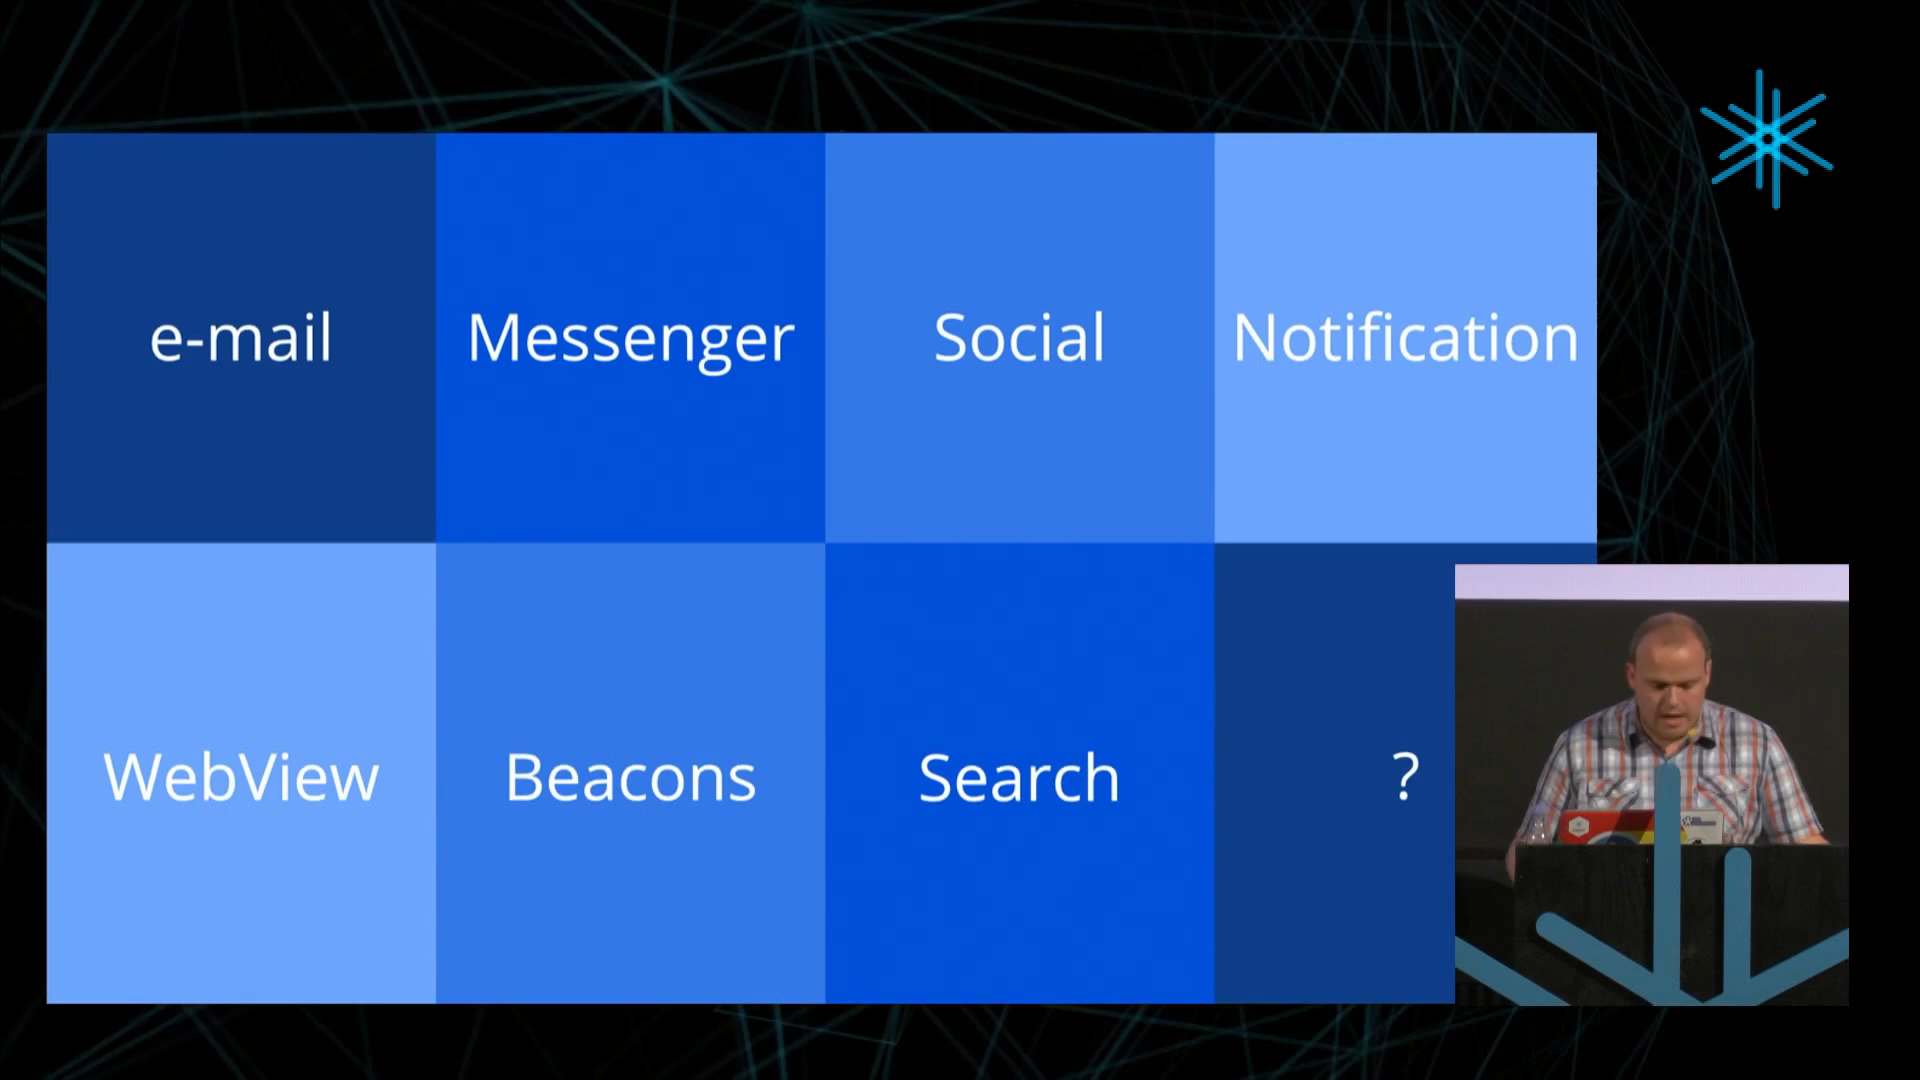 e-mail
Messenger
Social
Notification
WebView
Beacons
Search
?